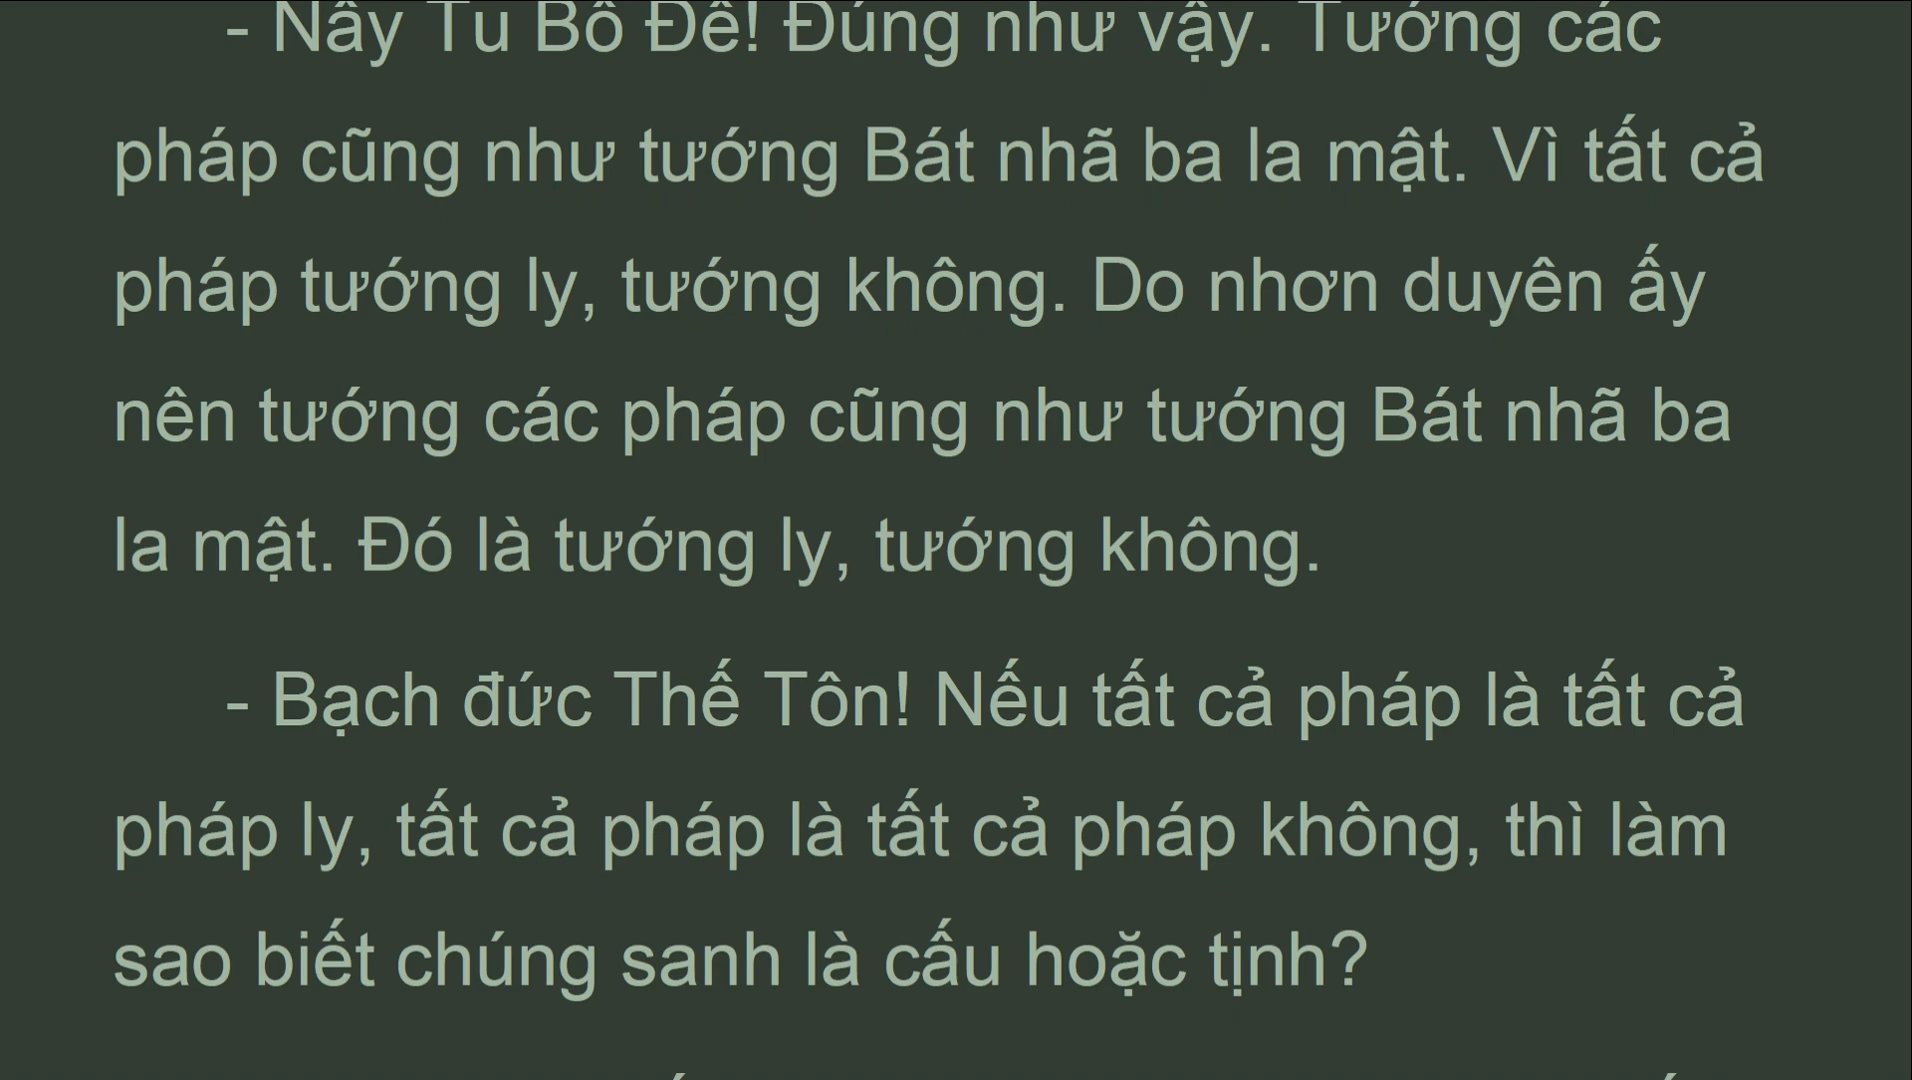 - Nầy Tu Bồ Đề! Đúng như vậy. Tướng các
pháp cũng như tướng Bát nhã ba la mật. Vì tất cả
pháp tướng ly, tướng không. Do nhơn duyên ấy
nên tướng các pháp cũng như tướng Bát nhã ba
la mật. Đó là tướng ly, tướng không.
- Bạch đức Thế Tôn! Nếu tất cả pháp là tất cả
pháp ly, tất cả pháp là tất cả pháp không, thì làm
sao biết chúng sanh là cấu hoặc tịnh?